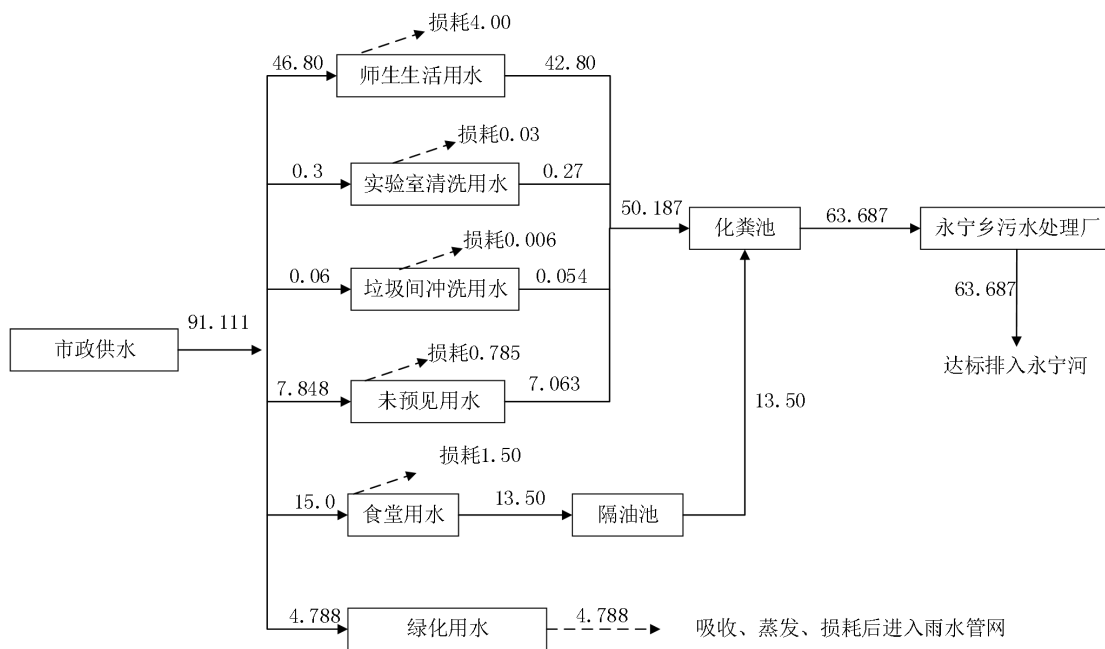 损耗4.00
46.80
师生生活用水
42.80
损耗0.03
0.3
实验室清洗用水
0.27
50.187
化粪池
63.687
永宁乡污水处理厂
损耗0.006
0.06
垃圾间冲洗用水
0.054
63.687
市政供水
91.111
损耗0.785
7.848
未预见用水
7.063
达标排入永宁河
13.50
损耗1.50
15.0
食堂用水
13.50
隔油池
4.788
绿化用水
4.788
吸收、蒸发、损耗后进入雨水管网